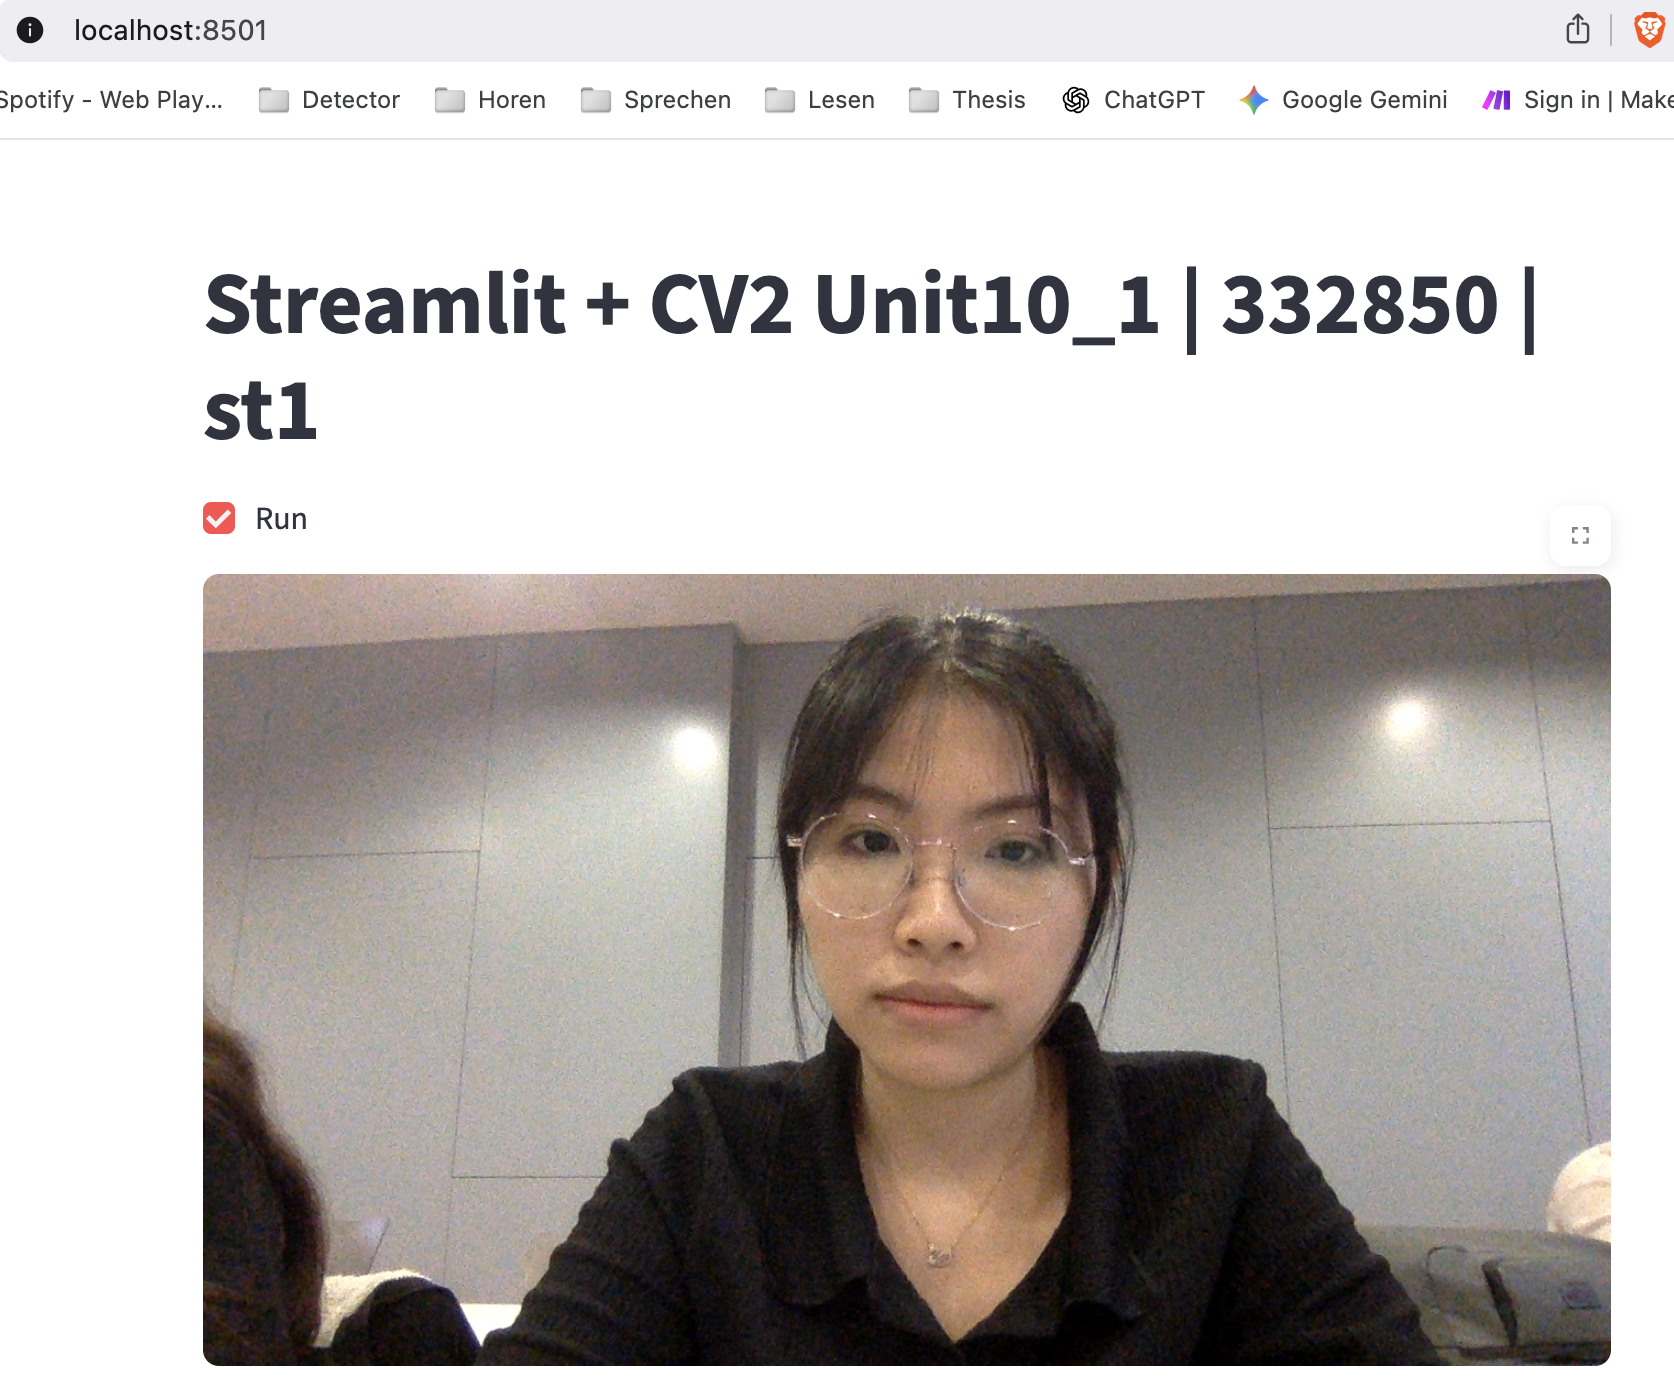 localhost:8501
Spotify - Web Play...
Detector
Horen
Sprechen
Lesen
Thesis
ChatGPT
Google Gemini
Sign in | Make
Streamlit + CV2 Unit10_1 | 332850 |
st1
Run